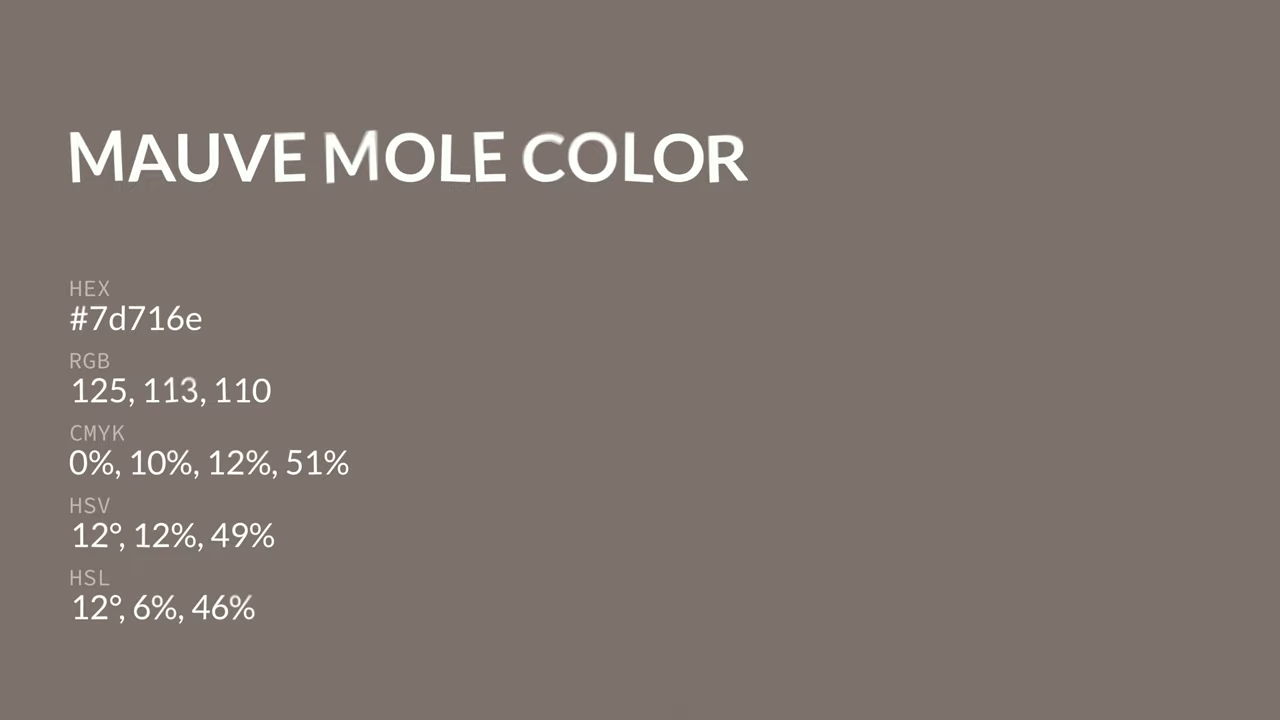 MAUVE MOLE COLOR
HEX
#7d716e
RGB
125, 113, 110
CMYK
0%, 10%, 12%, 51%
HSV
12°, 12%, 49%
HSL
12°, 6%, 46%